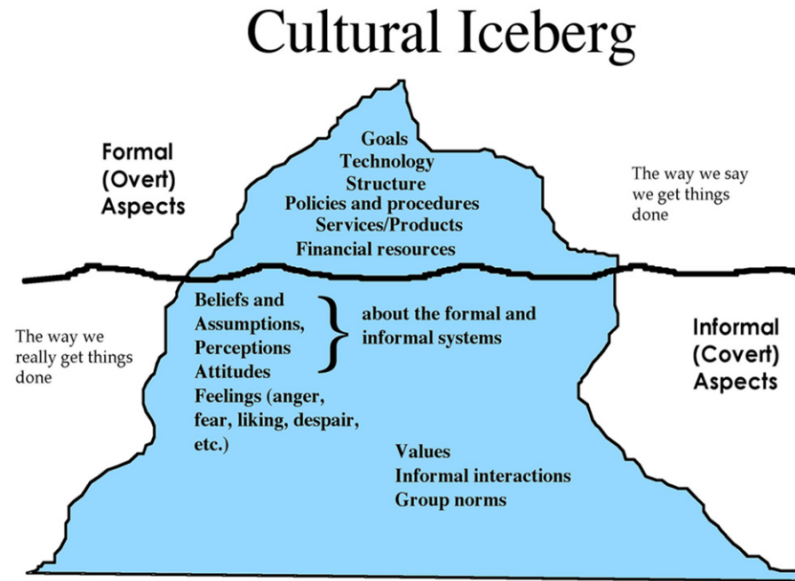 Cultural Iceberg
Formal
(Overt)
Aspects
Goals
Technology
Structure
Policies and procedures
Services/Products
Financial resources
The way we say
we get things
done
The way we
really get things
done
Beliefs and
Assumptions,
Perceptions
Attitudes
Feelings (anger,
fear, liking, despair,
etc.)
} about the formal and
informal systems
Values
Informal interactions
Group norms
Informal
(Covert)
Aspects